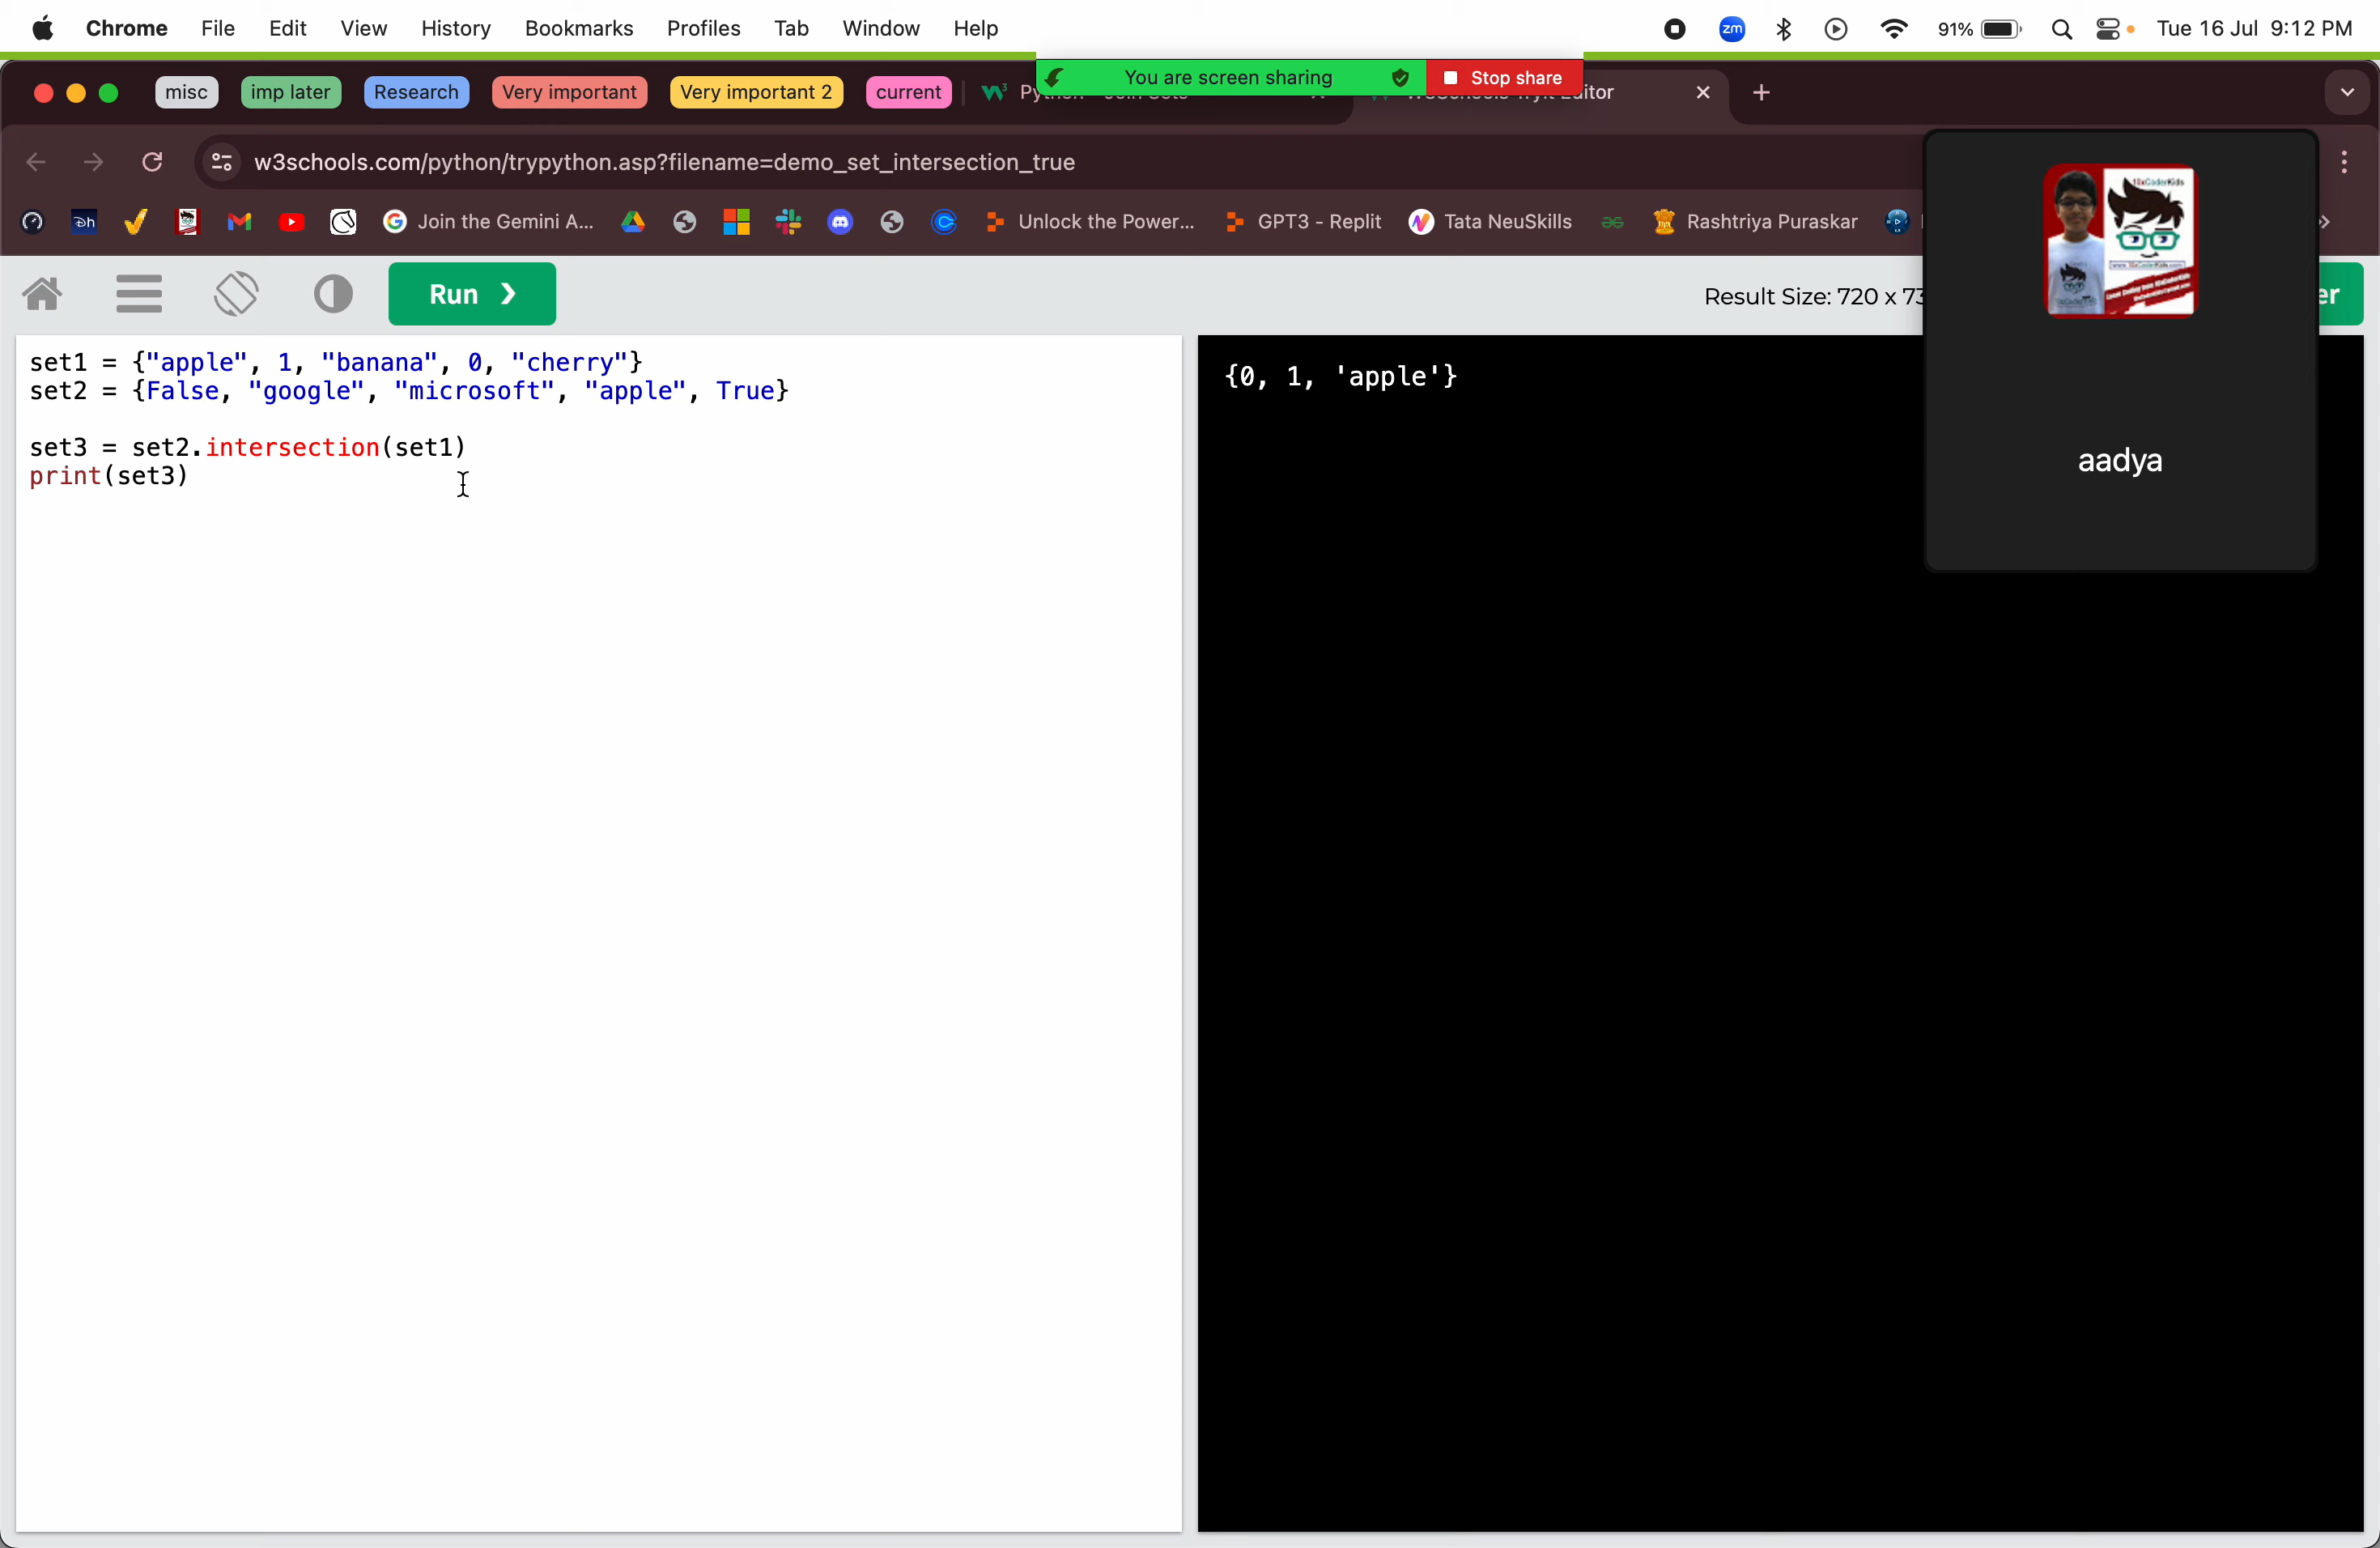 Chrome File Edit View History Bookmarks Profiles Tab Window Help zm 91% Tue 16 Jul 9:12 PM
You are screen sharing Stop share
misc imp later Research Very important Very important 2 current
w3schools.com/python/trypython.asp?filename=demo_set_intersection_true
Join the Gemini A... Unlock the Power... GPT3 - Replit Tata NeuSkills Rashtriya Puraskar
Run ❯ Result Size: 720 x 73
set1 = {"apple", 1, "banana", 0, "cherry"}
set2 = {False, "google", "microsoft", "apple", True}
set3 = set2.intersection(set1)
print(set3)
{0, 1, 'apple'}
aadya